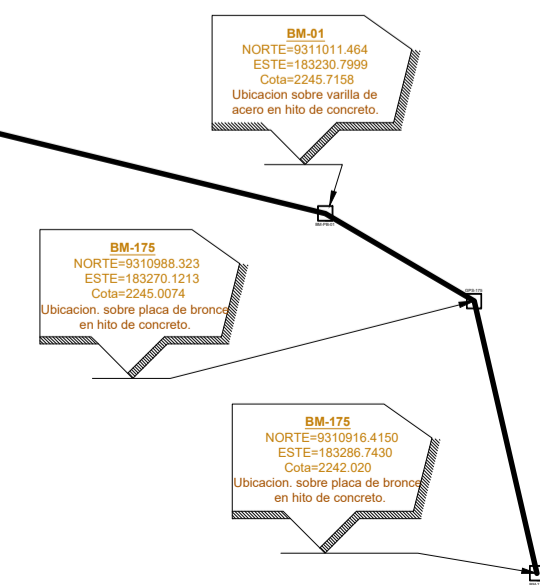 BM-01
NORTE=9311011.464
ESTE=183230.7999
Cota=2245.7158
Ubicacion sobre varilla de
acero en hito de concreto.
BM-175
NORTE=9310988.323
ESTE=183270.1213
Cota=2245.0074
Ubicacion. sobre placa de bronce
en hito de concreto.
BM-175
NORTE=9310916.4150
ESTE=183286.7430
Cota=2242.020
Ubicacion. sobre placa de bronce
en hito de concreto.